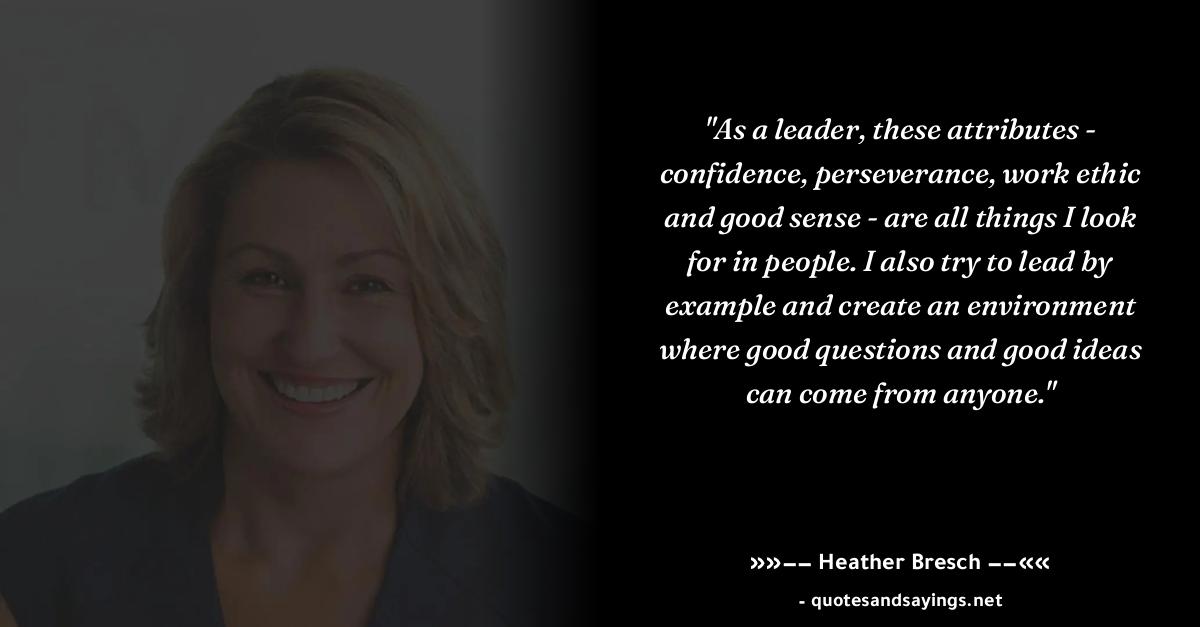 "As a leader, these attributes -
confidence, perseverance, work ethic
and good sense - are all things I look
for in people. I also try to lead by
example and create an environment
where good questions and good ideas
can come from anyone."
»»–– Heather Bresch ––««
- quotesandsayings.net